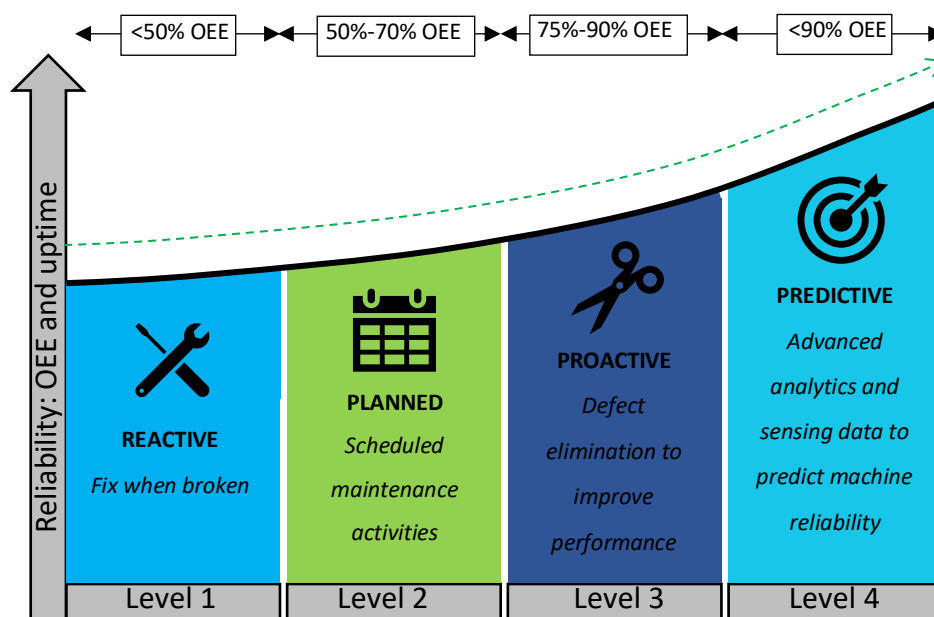 <50% OEE
50%-70% OEE
75%-90% OEE
<90% OEE
Reliability: OEE and uptime
REACTIVE
Fix when broken
PLANNED
Scheduled
maintenance
activities
PROACTIVE
Defect
elimination to
improve
performance
PREDICTIVE
Advanced
analytics and
sensing data to
predict machine
reliability
Level 1
Level 2
Level 3
Level 4